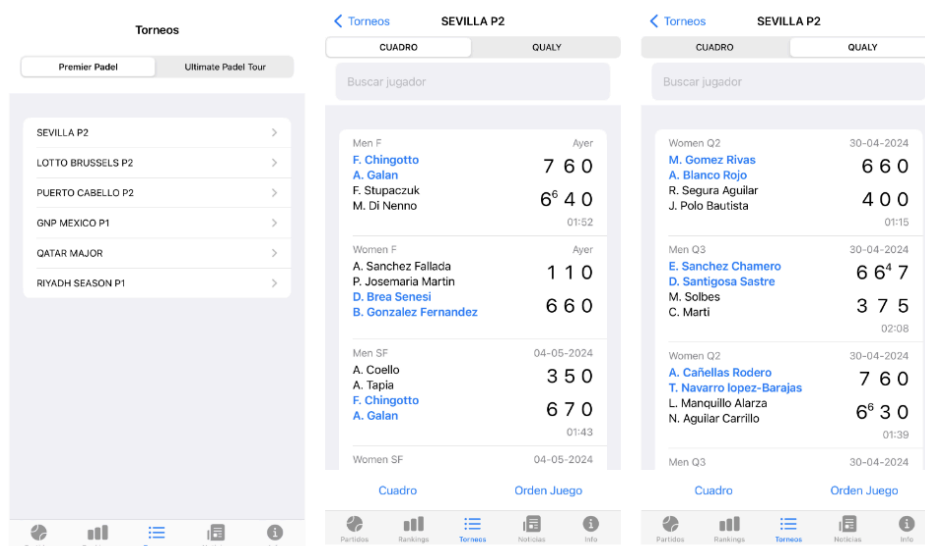 Torneos
Premier Padel
Ultimate Padel Tour
SEVILLA P2
LOTTO BRUSSELS P2
PUERTO CABELLO P2
GNP MEXICO P1
QATAR MAJOR
RIYADH SEASON P1
Torneos
SEVILLA P2
CUADRO
QUALY
Buscar jugador
Men F
Ayer
F. Chingotto
A. Galan
7 6 0
F. Stupaczuk
M. Di Nenno
6⁶ 4 0
01:52
Women F
Ayer
A. Sanchez Fallada
P. Josemaria Martin
1 1 0
D. Brea Senesi
B. Gonzalez Fernandez
6 6 0
Men SF
04-05-2024
A. Coello
A. Tapia
3 5 0
F. Chingotto
A. Galan
6 7 0
01:43
Women SF
04-05-2024
Cuadro
Orden Juego
Partidos
Rankings
Torneos
Noticias
Info
Torneos
SEVILLA P2
CUADRO
QUALY
Buscar jugador
Women Q2
30-04-2024
M. Gomez Rivas
A. Blanco Rojo
6 6 0
R. Segura Aguilar
J. Polo Bautista
4 0 0
01:15
Men Q3
30-04-2024
E. Sanchez Chamero
D. Santigosa Sastre
6 6⁴ 7
M. Solbes
C. Marti
3 7 5
02:08
Women Q2
30-04-2024
A. Cañellas Rodero
T. Navarro lopez-Barajas
7 6 0
L. Manquillo Alarza
N. Aguilar Carrillo
6⁶ 3 0
01:39
Men Q3
30-04-2024
Cuadro
Orden Juego
Partidos
Rankings
Torneos
Noticias
Info